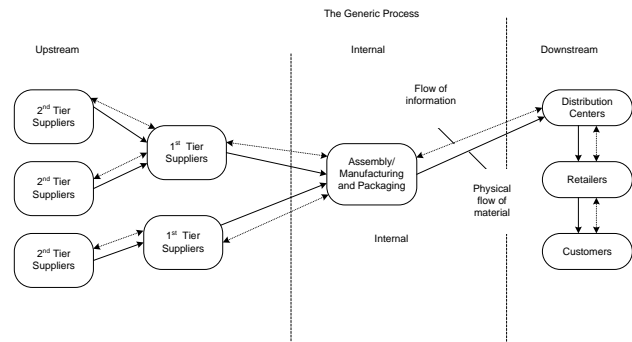 The Generic Process
Upstream
Internal
Downstream
2nd Tier
Suppliers
2nd Tier
Suppliers
2nd Tier
Suppliers
1st Tier
Suppliers
1st Tier
Suppliers
Assembly/
Manufacturing
and Packaging
Internal
Flow of
information
Physical
flow of
material
Distribution
Centers
Retailers
Customers